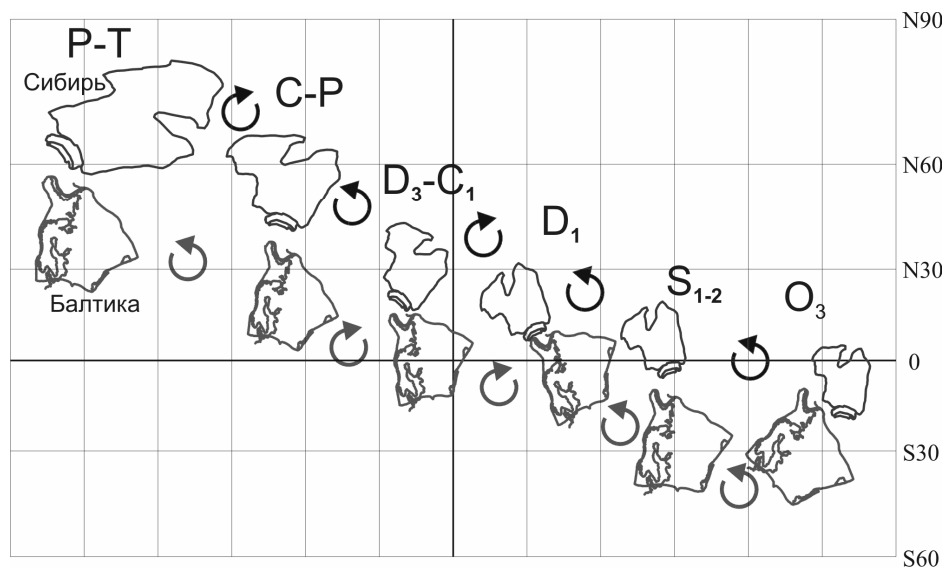 N90
P-T
Сибирь
C-P
N60
D₃-C₁
D₁
N30
Балтика
S₁₋₂
O₃
0
S30
S60